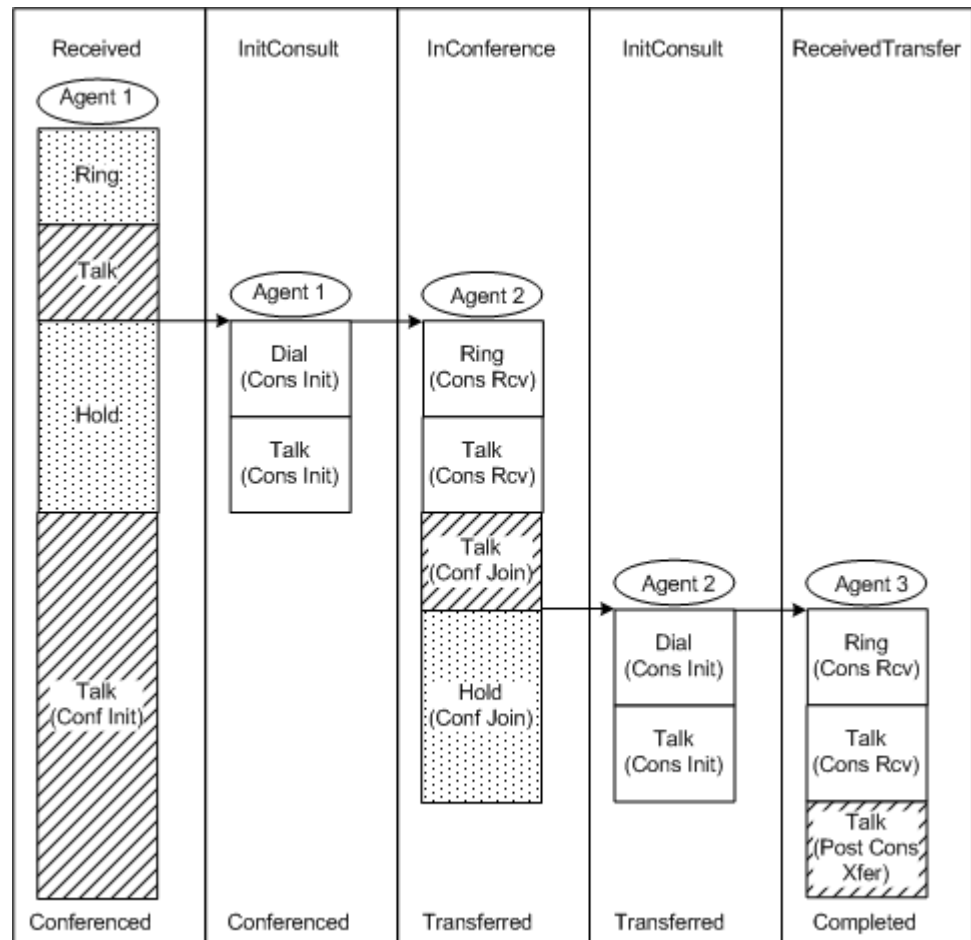 Received
InitConsult
InConference
InitConsult
ReceivedTransfer
Agent 1
Ring
Talk
Hold
Talk
(Conf Init)
Agent 1
Dial
(Cons Init)
Talk
(Cons Init)
Agent 2
Ring
(Cons Rcv)
Talk
(Cons Rcv)
Talk
(Conf Join)
Hold
(Conf Join)
Agent 2
Dial
(Cons Init)
Talk
(Cons Init)
Agent 3
Ring
(Cons Rcv)
Talk
(Cons Rcv)
Talk
(Post Cons
Xfer)
Conferenced
Conferenced
Transferred
Transferred
Completed